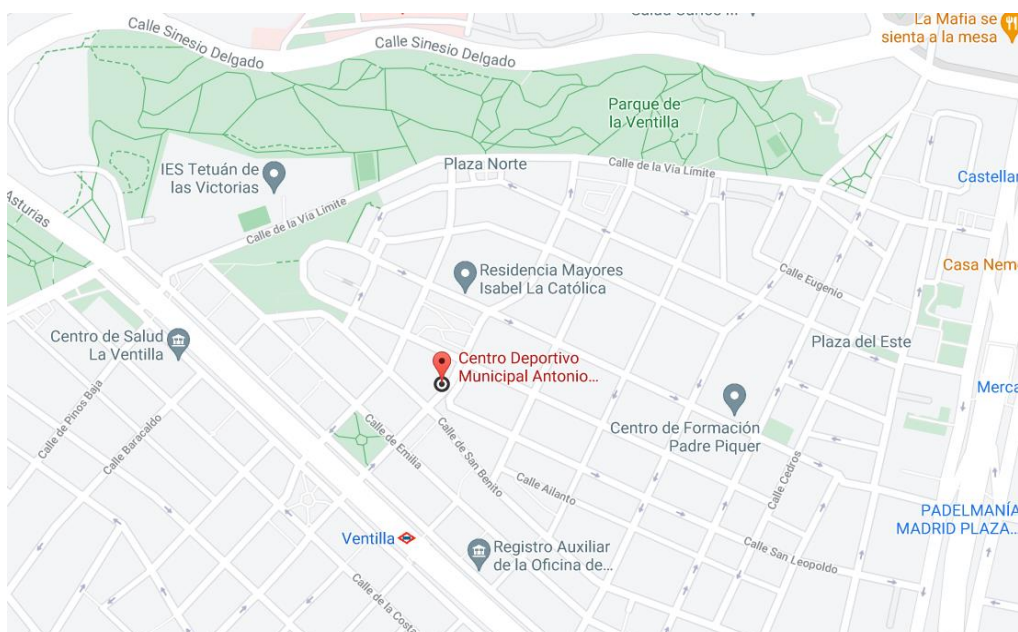 Calle Sinesio Delgado
Calle Sinesio Delgado
La Mafia se
sienta a la mesa
Parque de
la Ventilla
Plaza Norte
Calle de la Vía Límite
IES Tetuán de
las Victorias
Castellan
Asturias
Calle de la Vía Límite
Casa Nem
Calle Eugenio
Residencia Mayores
Isabel La Católica
Centro de Salud
La Ventilla
Plaza del Este
Centro Deportivo
Municipal Antonio...
Merca
Calle de Pinos Baja
Calle Baracaldo
Calle de Emilia
Calle de San Benito
Centro de Formación
Padre Piquer
Calle Cedros
Calle Ailanto
PADELMANÍA
MADRID PLAZA...
Ventilla
Registro Auxiliar
de la Oficina de...
Calle San Leopoldo
Calle de la Costa